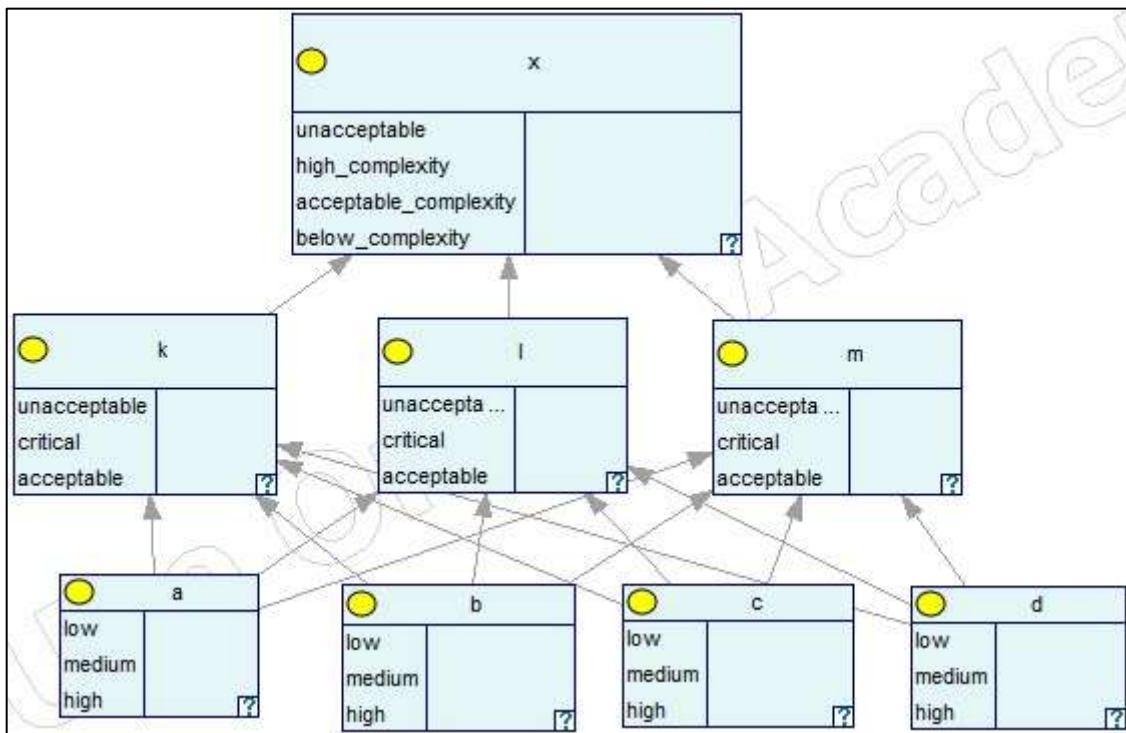 x
unacceptable
high_complexity
acceptable_complexity
below_complexity
?
k
l
m
unacceptable
critical
acceptable
?
unaccepta ...
critical
acceptable
?
unaccepta ...
critical
acceptable
?
a
low
medium
high
?
b
low
medium
high
?
c
low
medium
high
?
d
low
medium
high
?